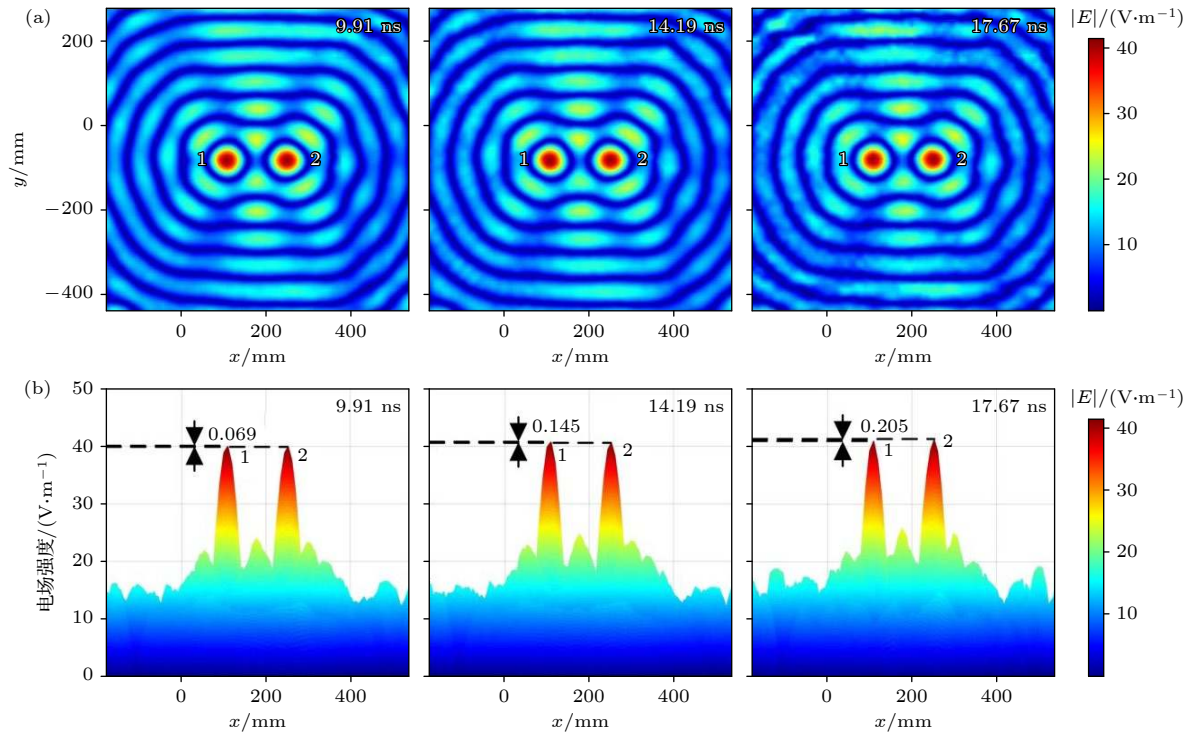 (a)
9.91 ns
14.19 ns
17.67 ns
|E|/(V·m⁻¹)
200
0
−200
−400
y/mm
1
2
1
2
1
2
40
30
20
10
0
200
400
0
200
400
0
200
400
x/mm
x/mm
x/mm
(b)
50
40
30
20
10
0
电场强度/(V·m⁻¹)
9.91 ns
14.19 ns
17.67 ns
|E|/(V·m⁻¹)
0.069
0.145
0.205
1
2
1
2
1
2
40
30
20
10
0
200
400
0
200
400
0
200
400
x/mm
x/mm
x/mm